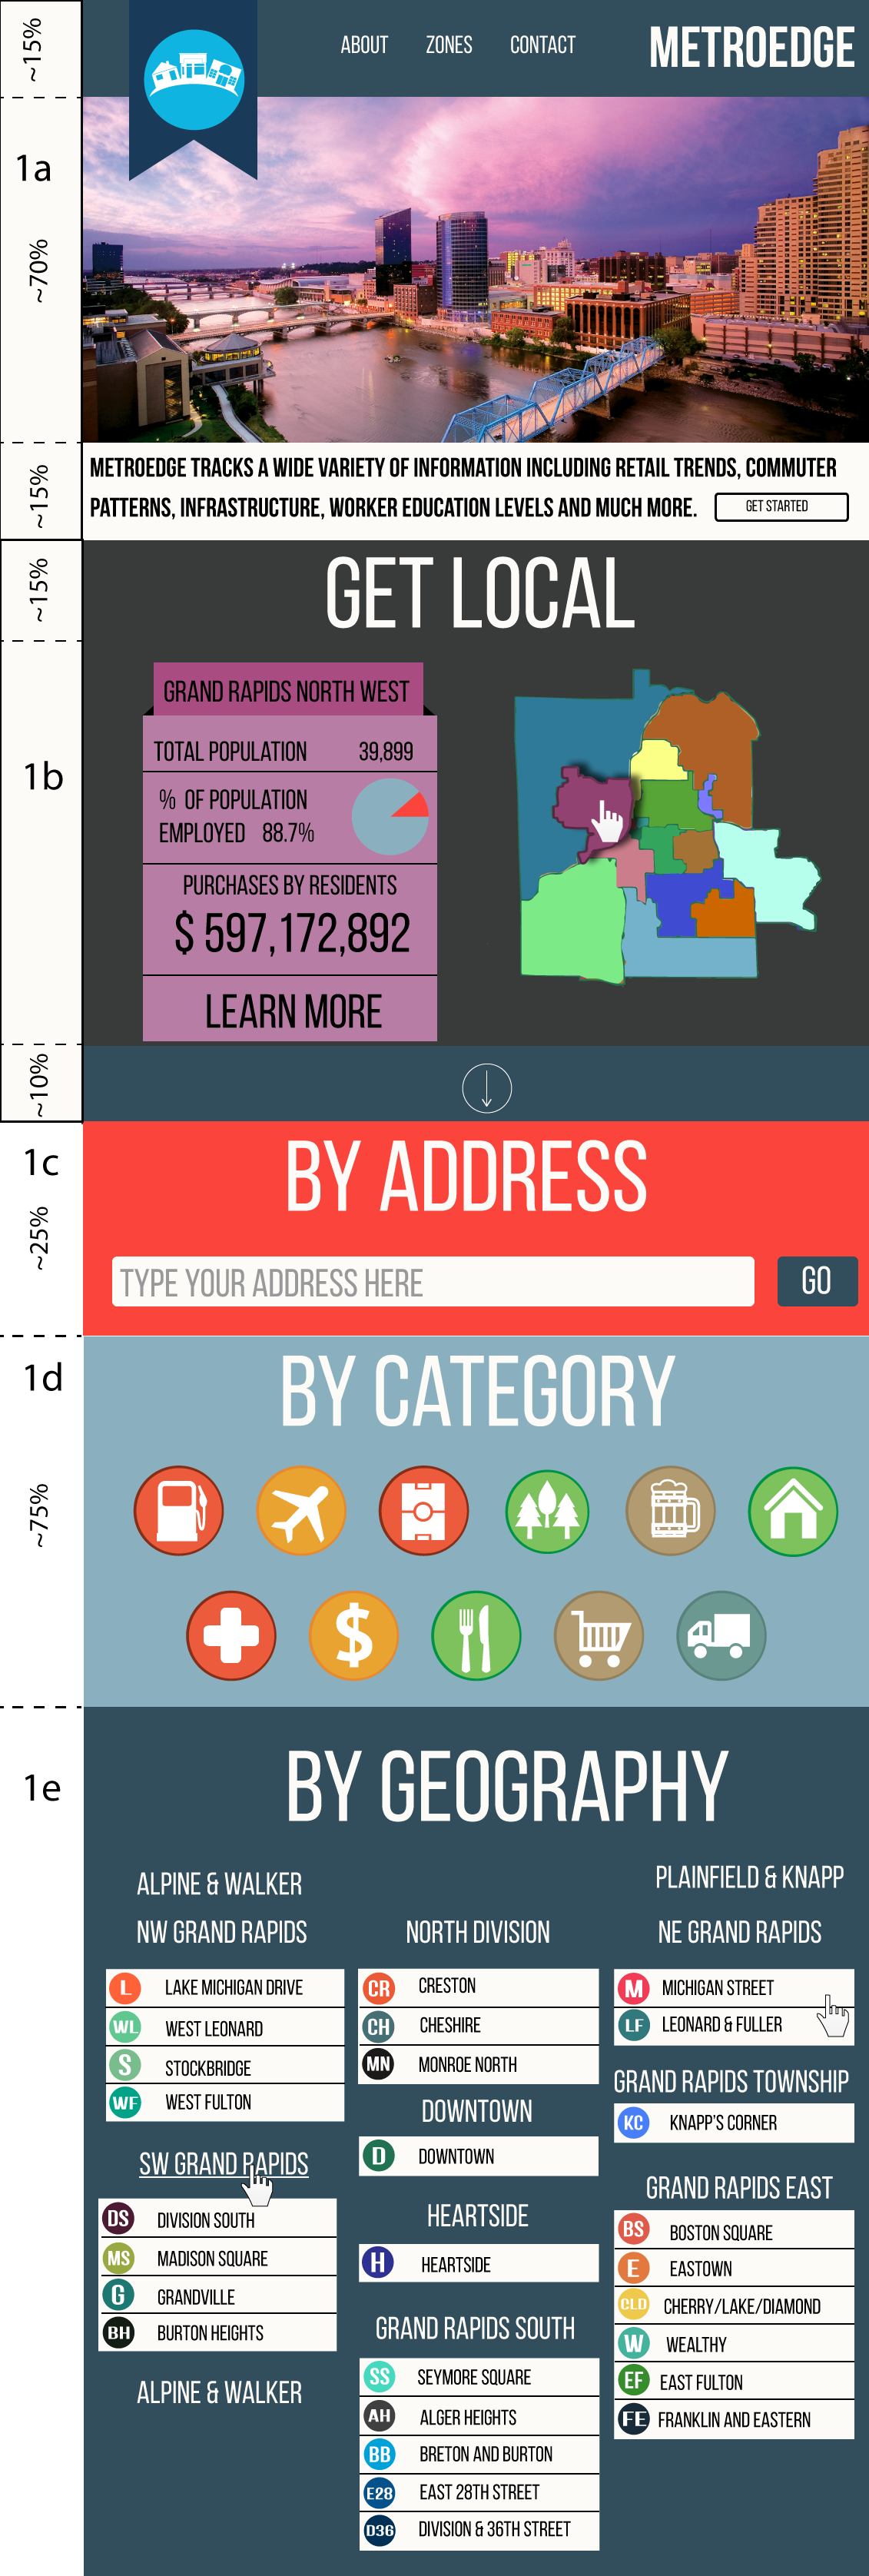 ~15%
ABOUT ZONES CONTACT
METROEDGE
1a
~70%
~15%
METROEDGE TRACKS A WIDE VARIETY OF INFORMATION INCLUDING RETAIL TRENDS, COMMUTER
PATTERNS, INFRASTRUCTURE, WORKER EDUCATION LEVELS AND MUCH MORE.
GET STARTED
~15%
GET LOCAL
1b
GRAND RAPIDS NORTH WEST
TOTAL POPULATION 39,899
% OF POPULATION
EMPLOYED 88.7%
PURCHASES BY RESIDENTS
$ 597,172,892
LEARN MORE
~10%
1c
~25%
BY ADDRESS
TYPE YOUR ADDRESS HERE
GO
1d
~75%
BY CATEGORY
$
1e
BY GEOGRAPHY
ALPINE & WALKER
NW GRAND RAPIDS
L LAKE MICHIGAN DRIVE
WL WEST LEONARD
S STOCKBRIDGE
WF WEST FULTON
SW GRAND RAPIDS
DS DIVISION SOUTH
MS MADISON SQUARE
G GRANDVILLE
BH BURTON HEIGHTS
ALPINE & WALKER
NORTH DIVISION
CR CRESTON
CH CHESHIRE
MN MONROE NORTH
DOWNTOWN
D DOWNTOWN
HEARTSIDE
H HEARTSIDE
GRAND RAPIDS SOUTH
SS SEYMORE SQUARE
AH ALGER HEIGHTS
BB BRETON AND BURTON
E28 EAST 28TH STREET
D36 DIVISION & 36TH STREET
PLAINFIELD & KNAPP
NE GRAND RAPIDS
M MICHIGAN STREET
LF LEONARD & FULLER
GRAND RAPIDS TOWNSHIP
KC KNAPP'S CORNER
GRAND RAPIDS EAST
BS BOSTON SQUARE
E EASTOWN
CLD CHERRY/LAKE/DIAMOND
W WEALTHY
EF EAST FULTON
FE FRANKLIN AND EASTERN